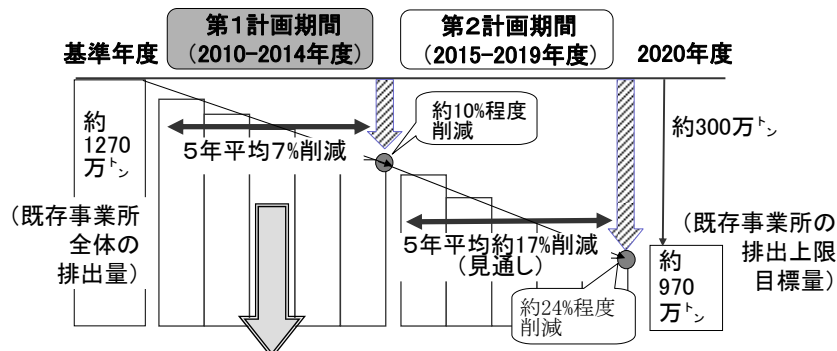 基準年度
第1計画期間
(2010-2014年度)
第2計画期間
(2015-2019年度)
2020年度
約
1270
万トン
(既存事業所
全体の
排出量)
5年平均7%削減
約10%程度
削減
5年平均約17%削減
(見通し)
約24%程度
削減
約300万トン
(既存事業所の
排出上限
目標量)
約
970
万トン